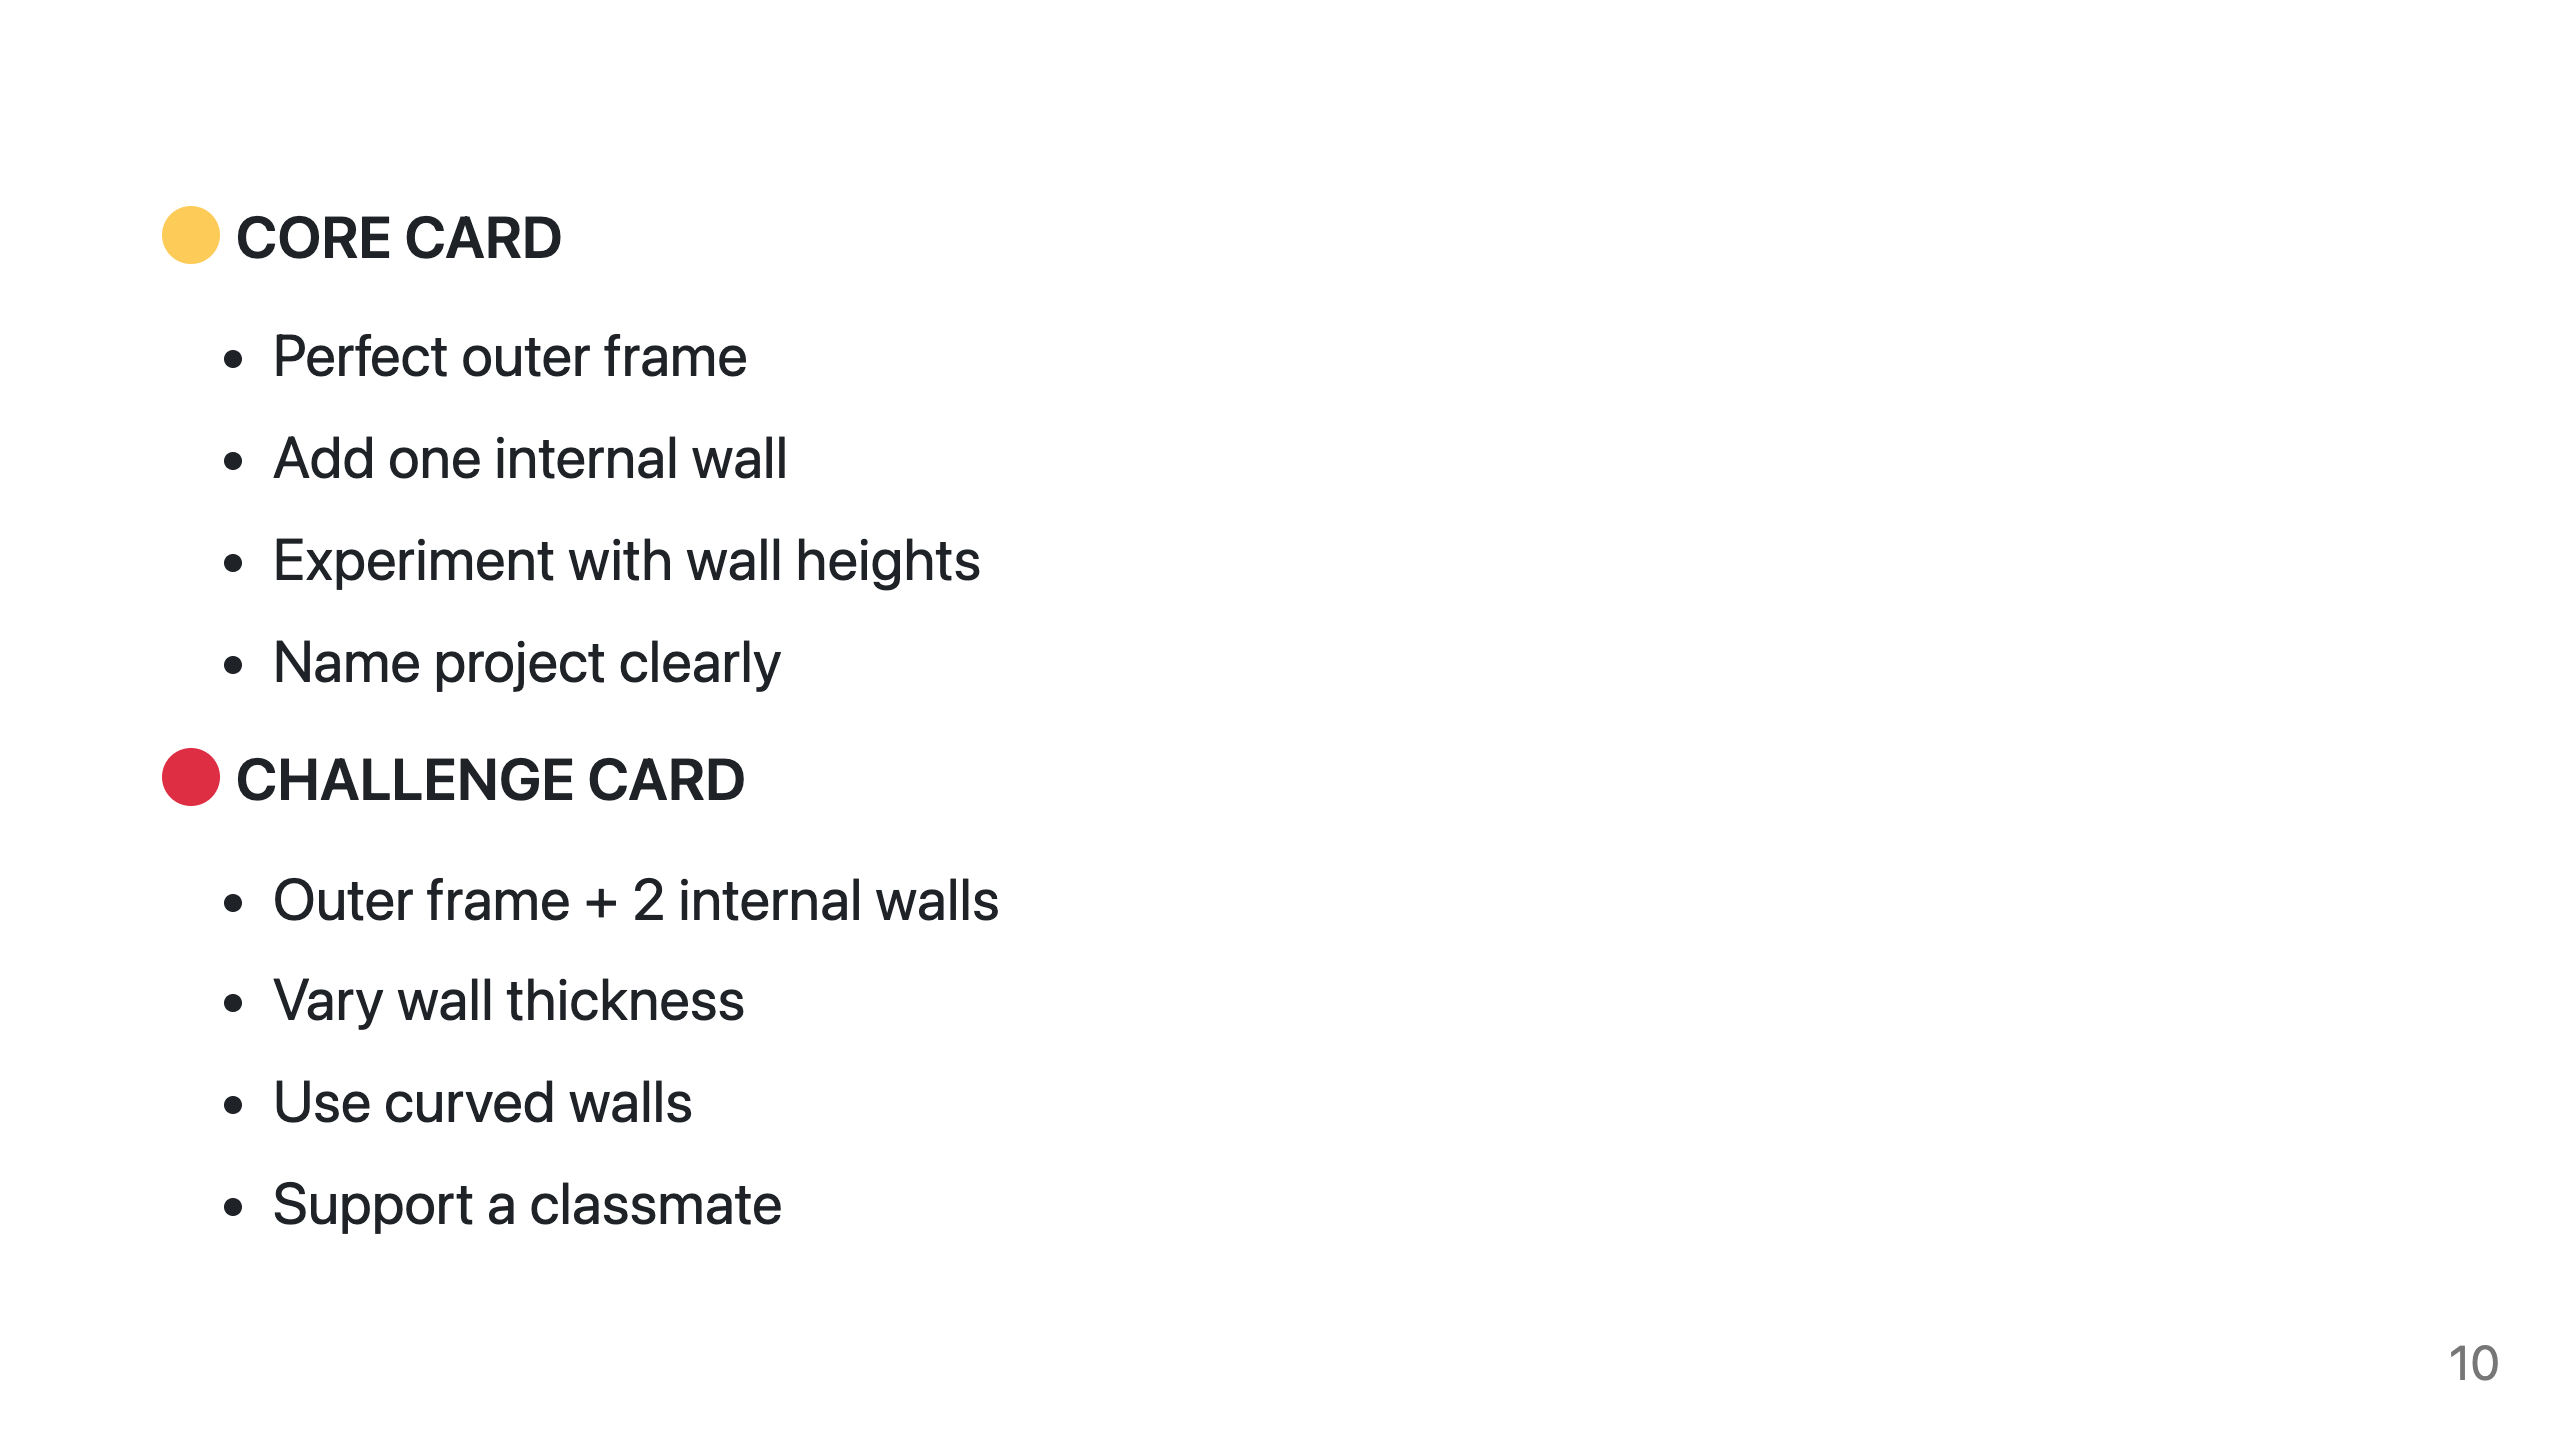 CORE CARD
• Perfect outer frame
• Add one internal wall
• Experiment with wall heights
• Name project clearly
CHALLENGE CARD
• Outer frame + 2 internal walls
• Vary wall thickness
• Use curved walls
• Support a classmate
10